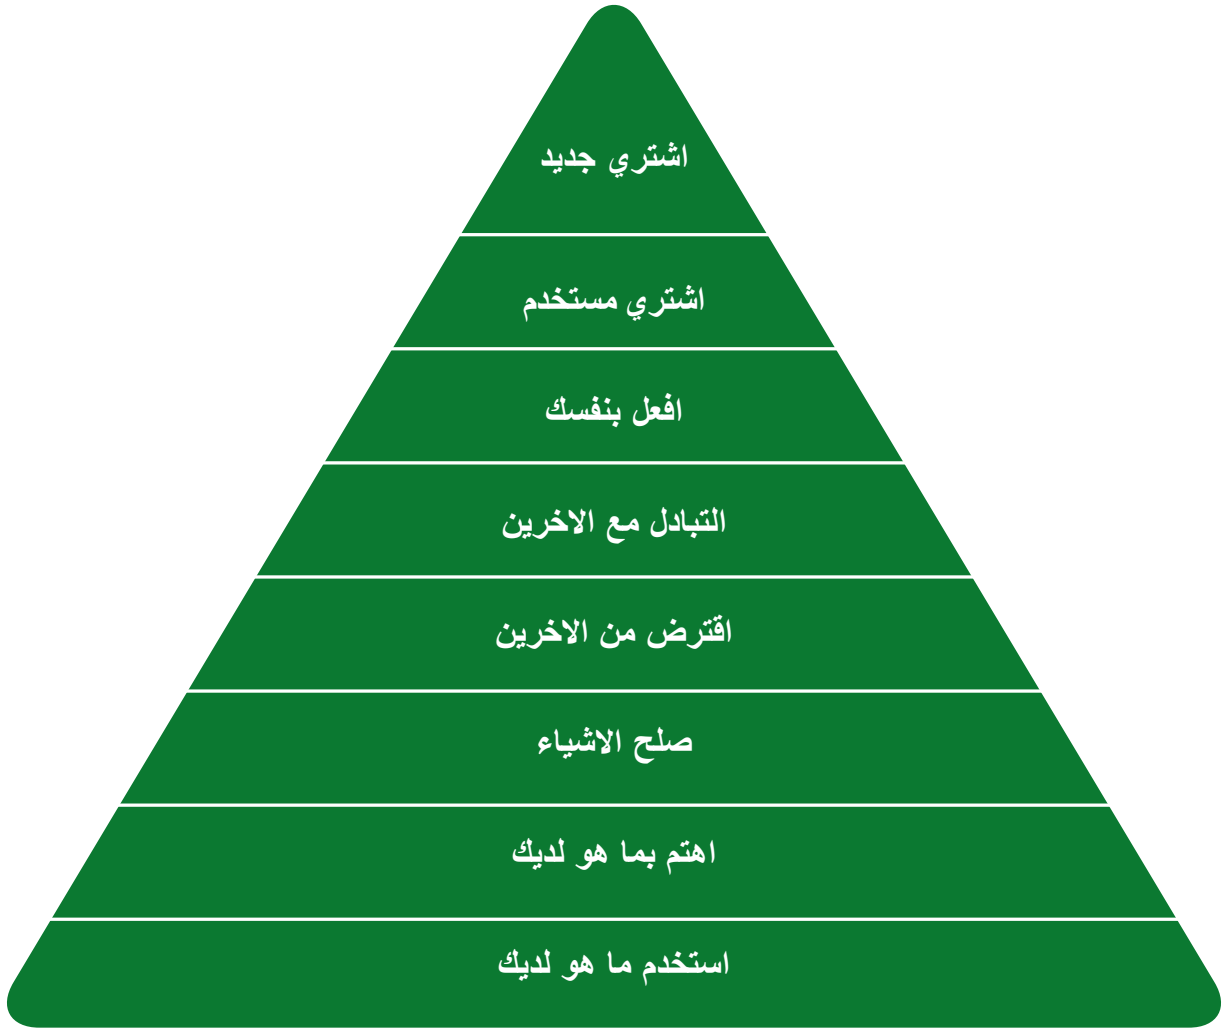 اشتري جديد
اشتري مستخدم
افعل بنفسك
التبادل مع الاخرين
اقترض من الاخرين
صلح الاشياء
اهتم بما هو لديك
استخدم ما هو لديك